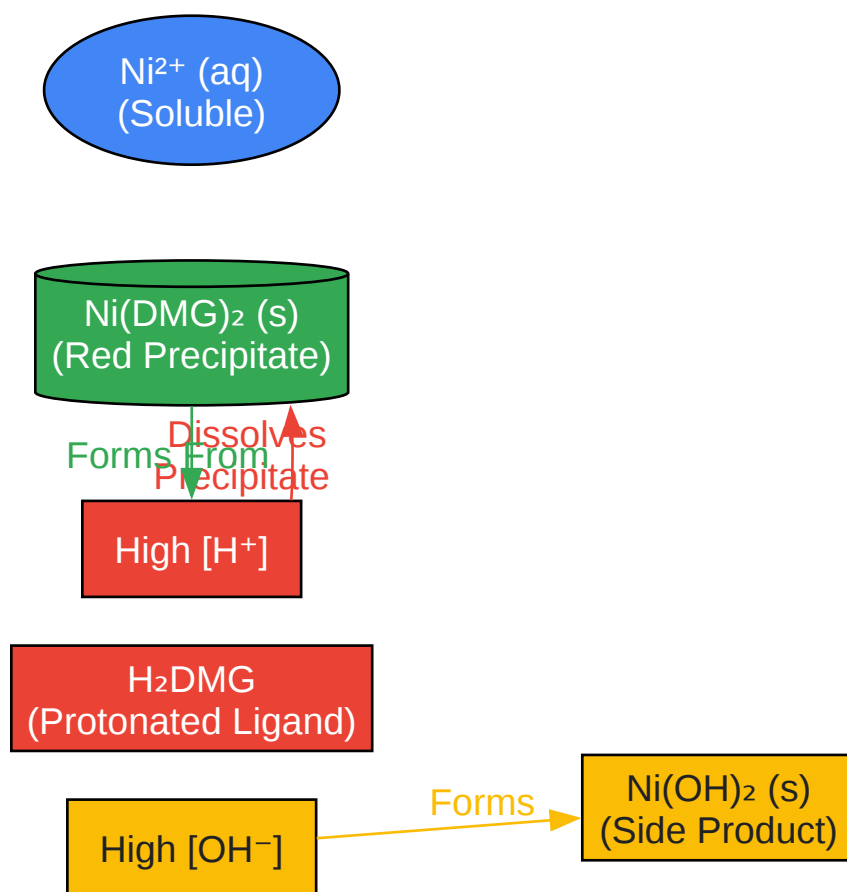 Ni²⁺ (aq)
(Soluble)
Ni(DMG)₂ (s)
(Red Precipitate)
Dissolves
Precipitate
Forms From
High [H⁺]
H₂DMG
(Protonated Ligand)
High [OH⁻]
Forms
Ni(OH)₂ (s)
(Side Product)